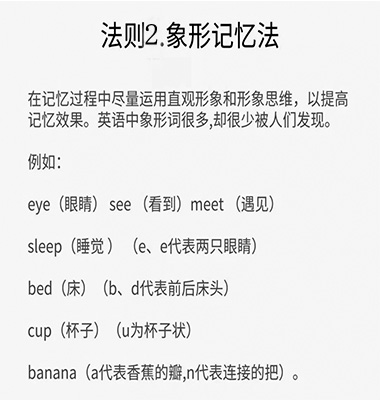 法则2.象形记忆法
在记忆过程中尽量运用直观形象和形象思维，以提高
记忆效果。英语中象形词很多,却很少被人们发现。
例如：
eye（眼睛） see （看到）meet （遇见）
sleep（睡觉 ）（e、e代表两只眼睛）
bed（床）（b、d代表前后床头）
cup（杯子）（u为杯子状）
banana（a代表香蕉的瓣,n代表连接的把）。